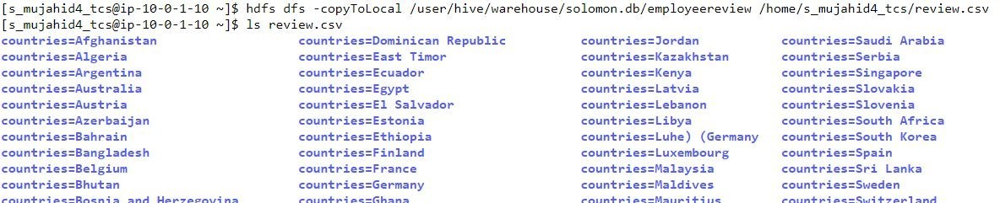 [s_mujahid4_tcs@ip-10-0-1-10 ~]$ hdfs dfs -copyToLocal /user/hive/warehouse/solomon.db/employeereview /home/s_mujahid4_tcs/review.csv
[s_mujahid4_tcs@ip-10-0-1-10 ~]$ ls review.csv
countries=Afghanistan countries=Dominican Republic countries=Jordan countries=Saudi Arabia
countries=Algeria countries=East Timor countries=Kazakhstan countries=Serbia
countries=Argentina countries=Ecuador countries=Kenya countries=Singapore
countries=Australia countries=Egypt countries=Latvia countries=Slovakia
countries=Austria countries=El Salvador countries=Lebanon countries=Slovenia
countries=Azerbaijan countries=Estonia countries=Libya countries=South Africa
countries=Bahrain countries=Ethiopia countries=Luhe) (Germany countries=South Korea
countries=Bangladesh countries=Finland countries=Luxembourg countries=Spain
countries=Belgium countries=France countries=Malaysia countries=Sri Lanka
countries=Bhutan countries=Germany countries=Maldives countries=Sweden
countries=Bosnia and Herzegovina countries=Ghana countries=Mauritius countries=Switzerland